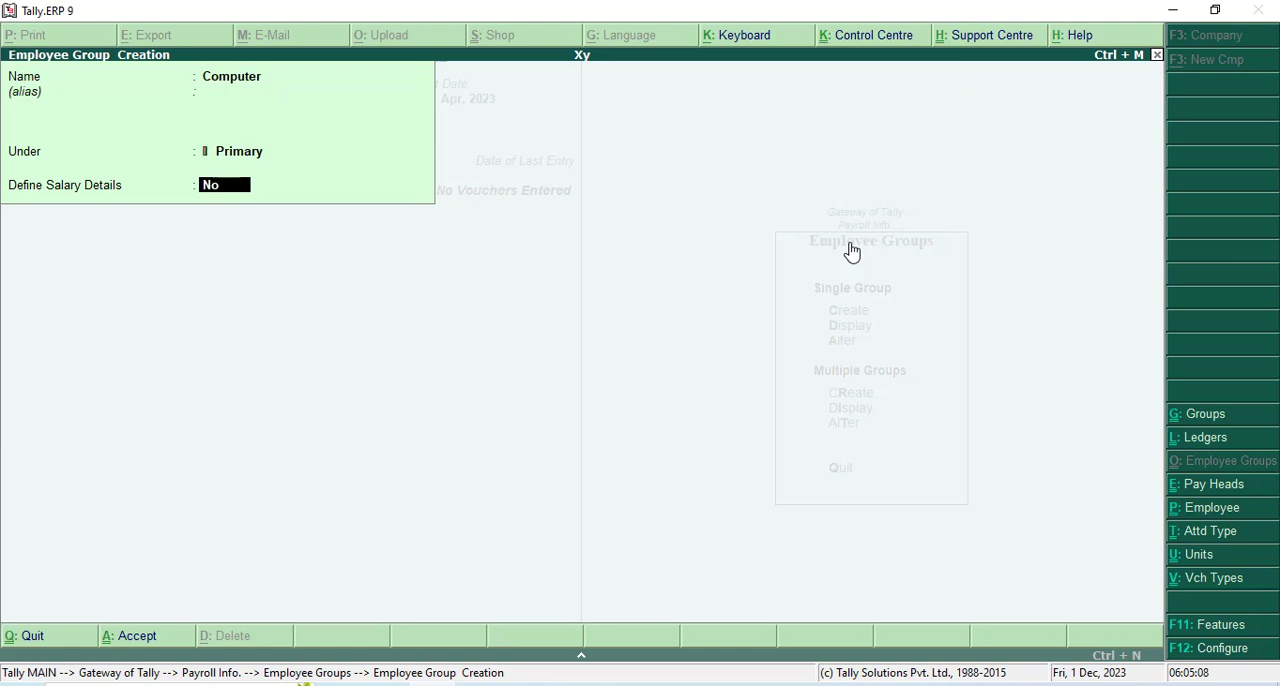 Tally.ERP 9
P: Print E: Export M: E-Mail O: Upload S: Shop G: Language K: Keyboard K: Control Centre H: Support Centre H: Help F3: Company
Employee Group Creation Xy Ctrl + M
F3: New Cmp
Name : Computer
(alias) :
t Date
Apr, 2023
Under : Primary
Date of Last Entry
Define Salary Details : No
No Vouchers Entered
Gateway of Tally ...
Payroll Info. ...
Employee Groups
Single Group
Create
Display
Alter
Multiple Groups
CReate
DIsplay
AlTer
Quit
G: Groups
L: Ledgers
O: Employee Groups
E: Pay Heads
P: Employee
T: Attd Type
U: Units
V: Vch Types
F11: Features
F12: Configure
Q: Quit A: Accept D: Delete
Ctrl + N
Tally MAIN --> Gateway of Tally --> Payroll Info. --> Employee Groups --> Employee Group Creation (c) Tally Solutions Pvt. Ltd., 1988-2015 Fri, 1 Dec, 2023 06:05:08